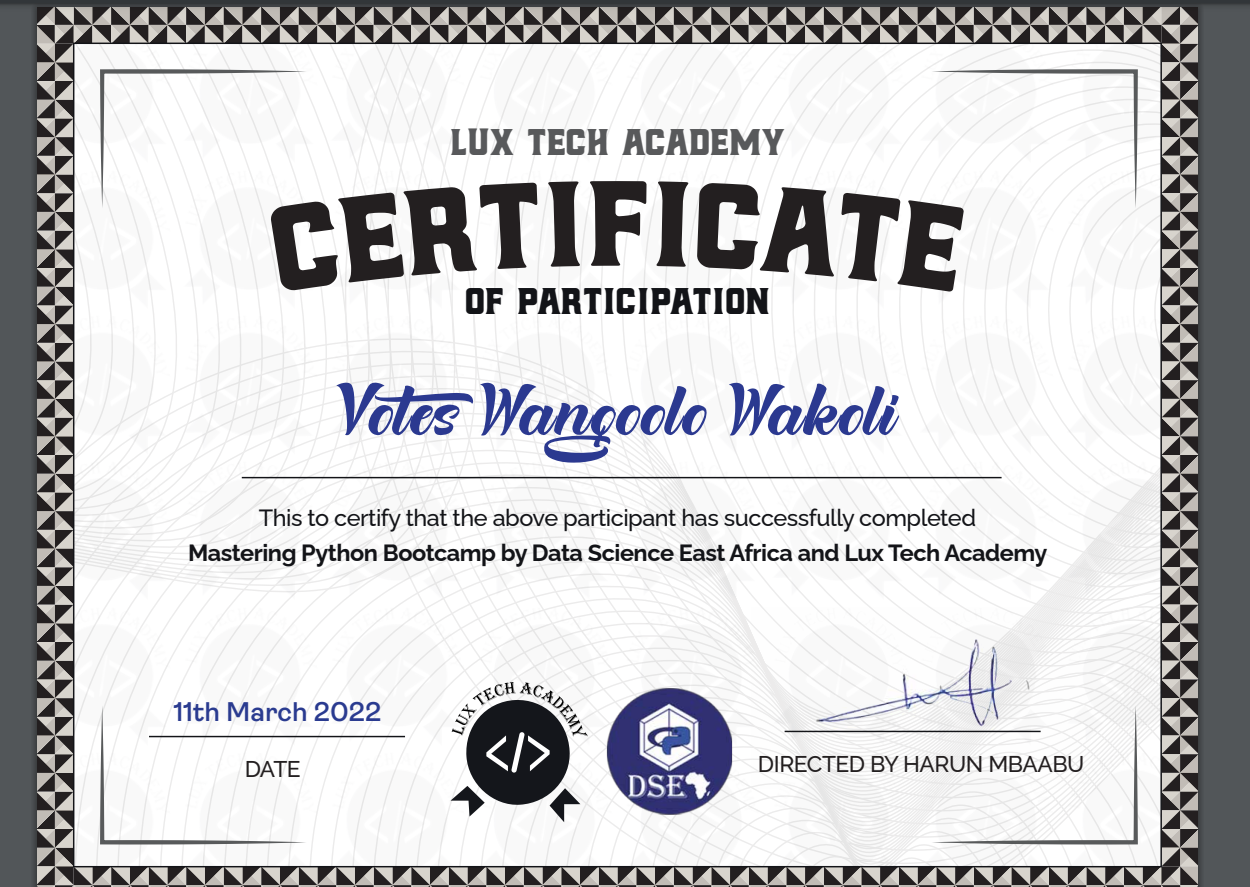 LUX TECH ACADEMY
CERTIFICATE
OF PARTICIPATION
Votes Wangoolo Wakoli
This to certify that the above participant has successfully completed
Mastering Python Bootcamp by Data Science East Africa and Lux Tech Academy
11th March 2022
DATE
LUX TECH ACADEMY
</>
DSE
DIRECTED BY HARUN MBAABU